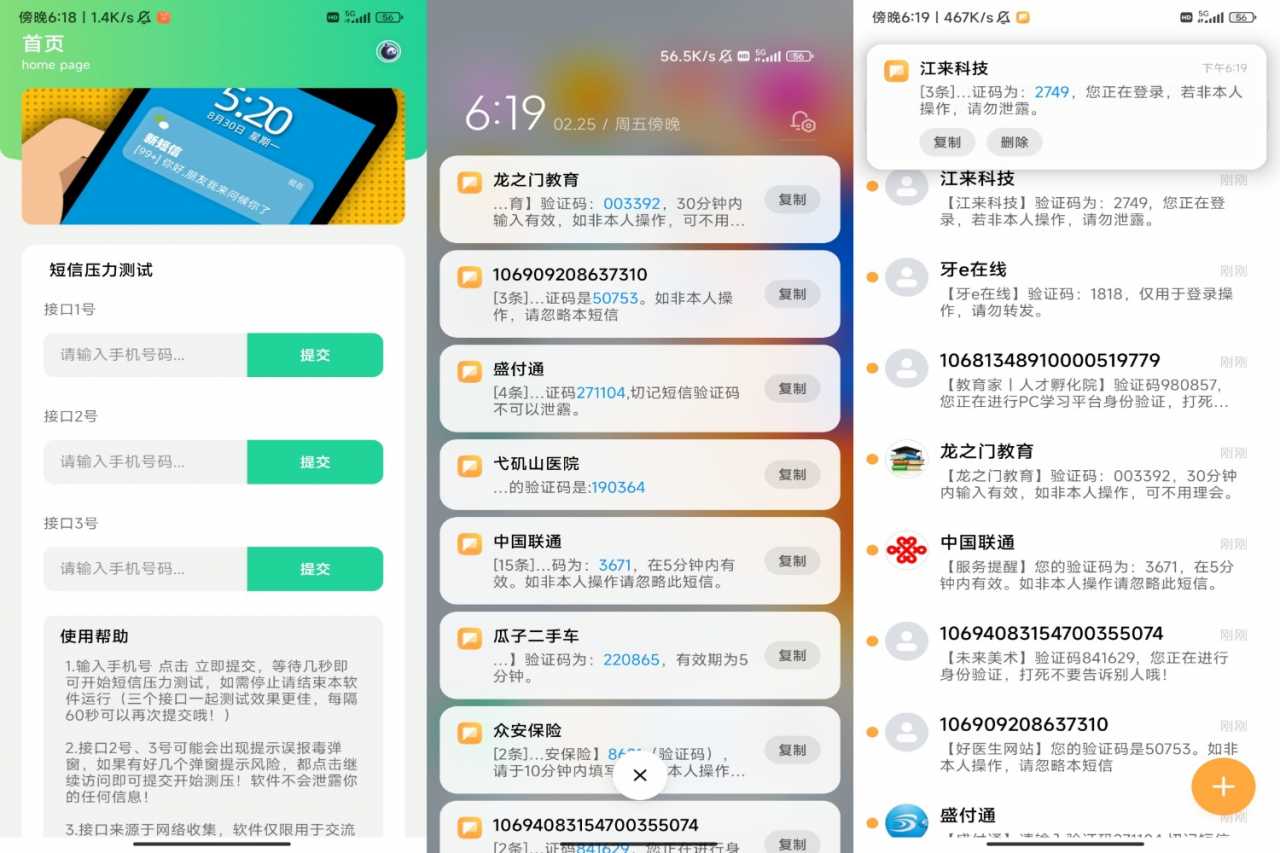 傍晚6:18 | 1.4K/s
HD 5G 56
首页
home page
5:20
8月30日 星期一
新短信
[99+] 你好,朋友我来问候你了
短信压力测试
接口1号
请输入手机号码...
提交
接口2号
请输入手机号码...
提交
接口3号
请输入手机号码...
提交
使用帮助
1.输入手机号 点击 立即提交，等待几秒即
可开始短信压力测试，如需停止请结束本软
件运行（三个接口一起测试效果更佳，每隔
60秒可以再次提交哦！）
2.接口2号、3号可能会出现提示误报毒弹
窗，如果有好几个弹窗提示风险，都点击继
续访问即可提交开始测压！软件不会泄露你
的任何信息！
3.接口来源于网络收集，软件仅限用于交流
56.5K/s HD 5G 56
6:19 02.25 / 周五傍晚
龙之门教育
...育】验证码：003392，30分钟内
输入有效，如非本人操作，可不用...
复制
106909208637310
[3条]...证码是50753。如非本人操
作，请忽略本短信
复制
盛付通
[4条]...证码271104,切记短信验证码
不可以泄露。
复制
弋矶山医院
...的验证码是:190364
复制
中国联通
[15条]...码为：3671，在5分钟内有
效。如非本人操作请忽略此短信。
复制
瓜子二手车
...】验证码为：220865，有效期为5
分钟。
复制
众安保险
[2条]...安保险】（验证码），
请于10分钟内填写 本人操作...
复制
10694083154700355074
[2条]...证码841629，您正在进行身
复制
傍晚6:19 | 467K/s
HD 5G 56
江来科技
下午6:19
[3条]...证码为：2749，您正在登录，若非本人
操作，请勿泄露。
复制
删除
江来科技
刚刚
【江来科技】验证码为：2749，您正在登
录，若非本人操作，请勿泄露。
牙e在线
刚刚
【牙e在线】验证码：1818，仅用于登录操
作，请勿转发。
10681348910000519779
刚刚
【教育家丨人才孵化院】验证码980857，
您正在进行PC学习平台身份验证，打死...
龙之门教育
刚刚
【龙之门教育】验证码：003392，30分钟
内输入有效，如非本人操作，可不用理会。
中国联通
刚刚
【服务提醒】您的验证码为：3671，在5分
钟内有效。如非本人操作请忽略此短信。
10694083154700355074
刚刚
【未来美术】验证码841629，您正在进行
身份验证，打死不要告诉别人哦！
106909208637310
刚刚
【好医生网站】您的验证码是50753。如非
本人操作，请忽略本短信
盛付通
刚刚